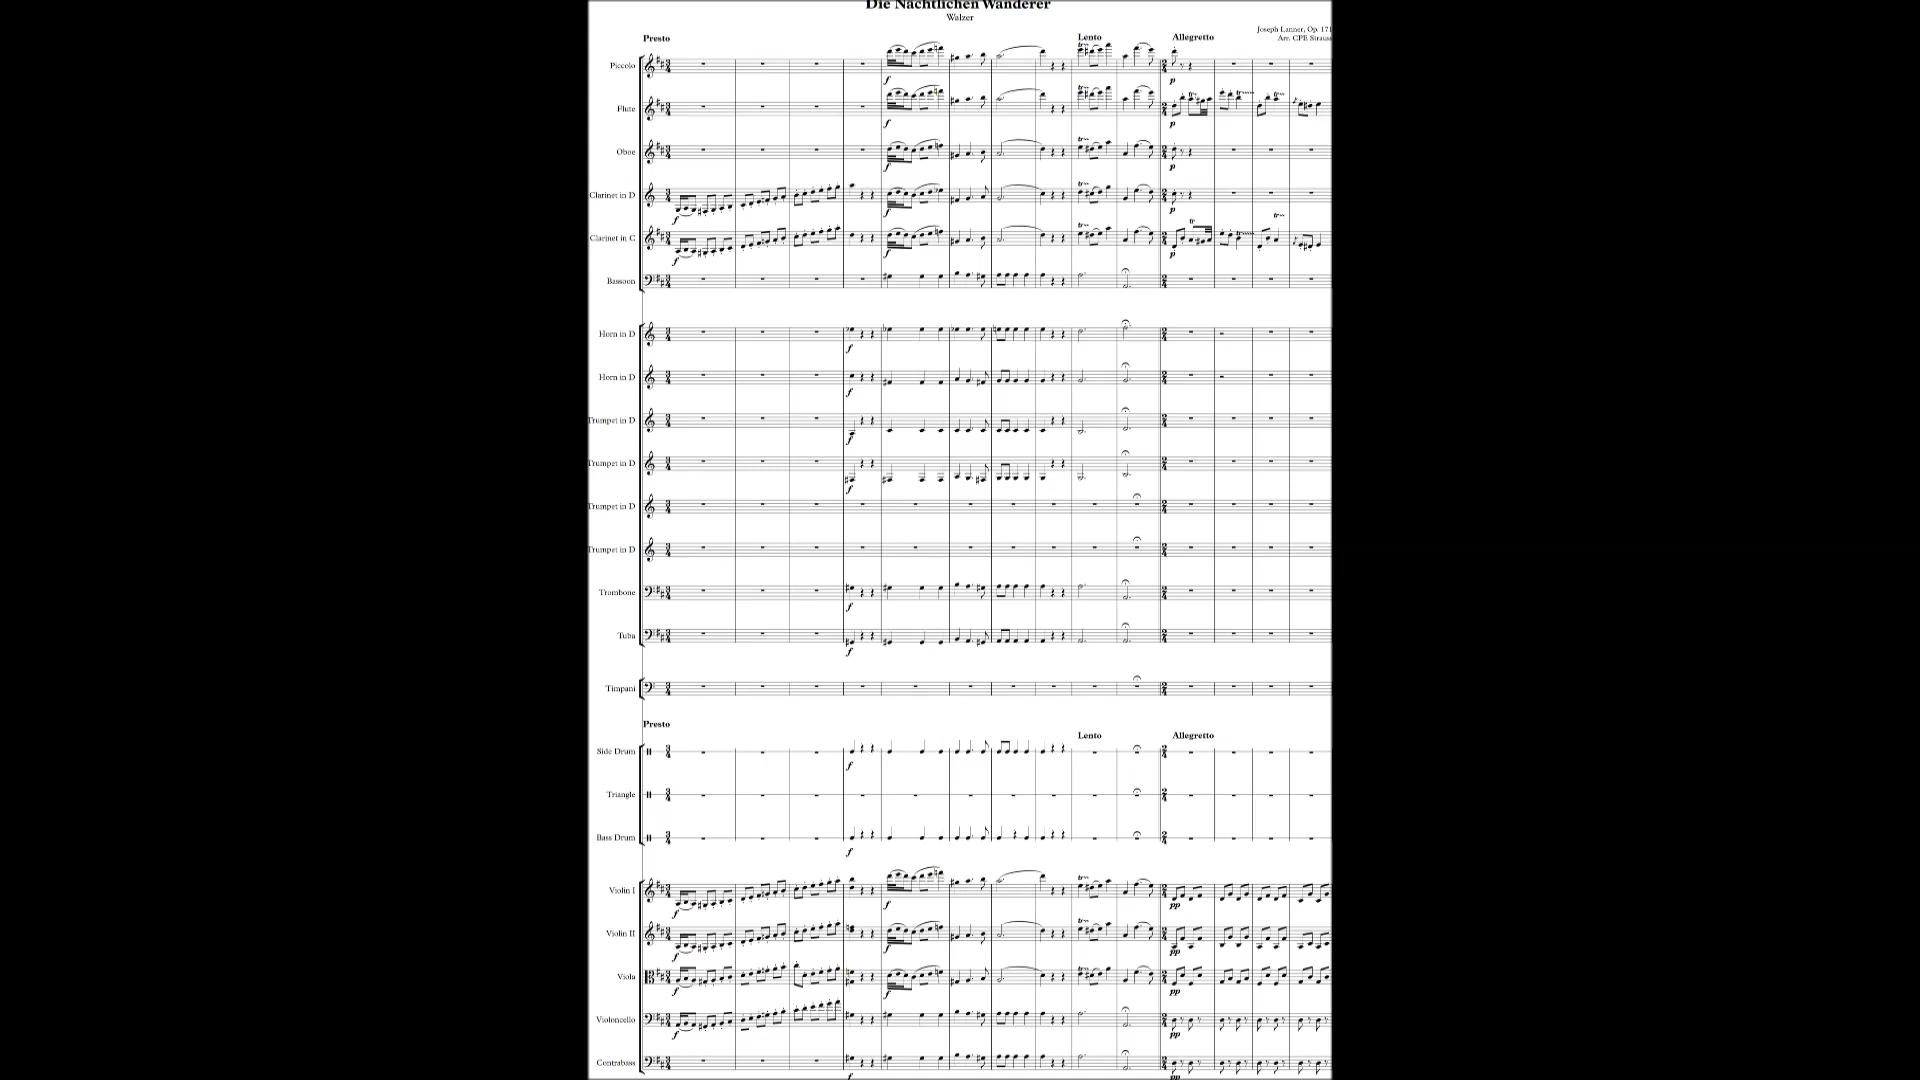 Die Nächtlichen Wanderer
Walzer
Joseph Lanner, Op. 171
Arr. CPE Strauss
Presto
Lento
Allegretto
Piccolo
Flute
Oboe
Clarinet in D
Clarinet in C
Bassoon
Horn in D
Horn in D
Trumpet in D
Trumpet in D
Trumpet in D
Trumpet in D
Trombone
Tuba
Timpani
Presto
Lento
Allegretto
Side Drum
Triangle
Bass Drum
Violin I
Violin II
Viola
Violoncello
Contrabass